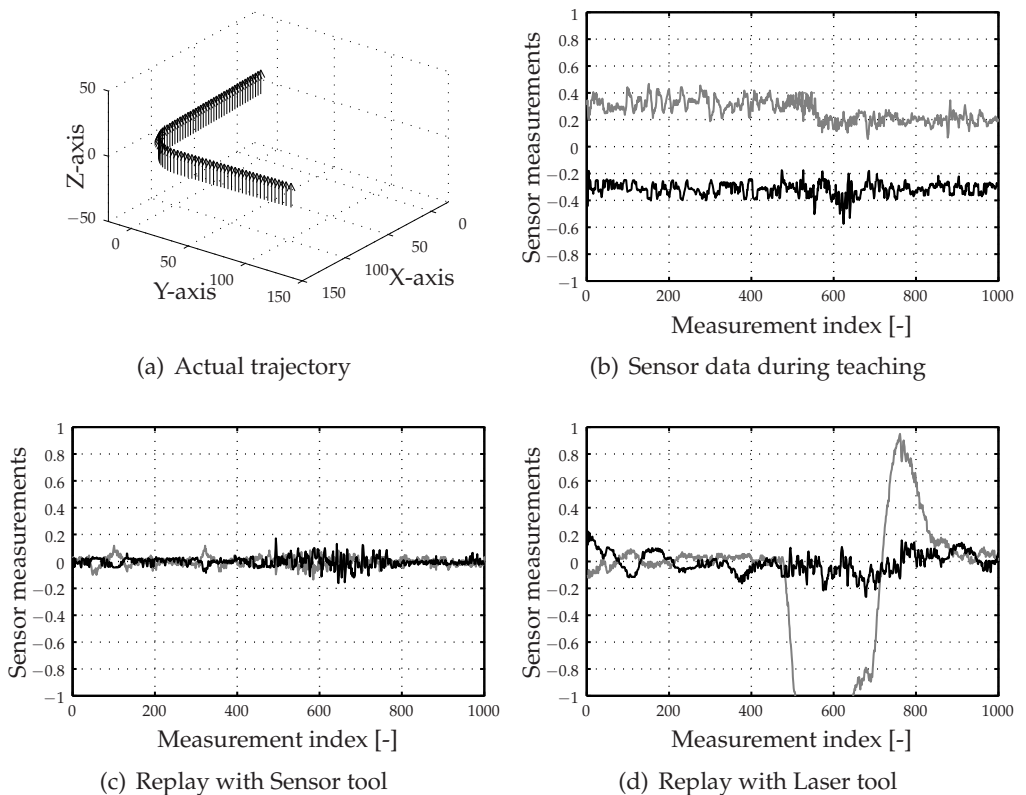 50
0
−50
Z-axis
0
50
100
150
Y-axis
150
100
50
0
X-axis
(a) Actual trajectory
1
0.8
0.6
0.4
0.2
0
−0.2
−0.4
−0.6
−0.8
−1
Sensor measurements
0 200 400 600 800 1000
Measurement index [-]
(b) Sensor data during teaching
1
0.8
0.6
0.4
0.2
0
−0.2
−0.4
−0.6
−0.8
−1
Sensor measurements
0 200 400 600 800 1000
Measurement index [-]
(c) Replay with Sensor tool
1
0.8
0.6
0.4
0.2
0
−0.2
−0.4
−0.6
−0.8
−1
Sensor measurements
0 200 400 600 800 1000
Measurement index [-]
(d) Replay with Laser tool